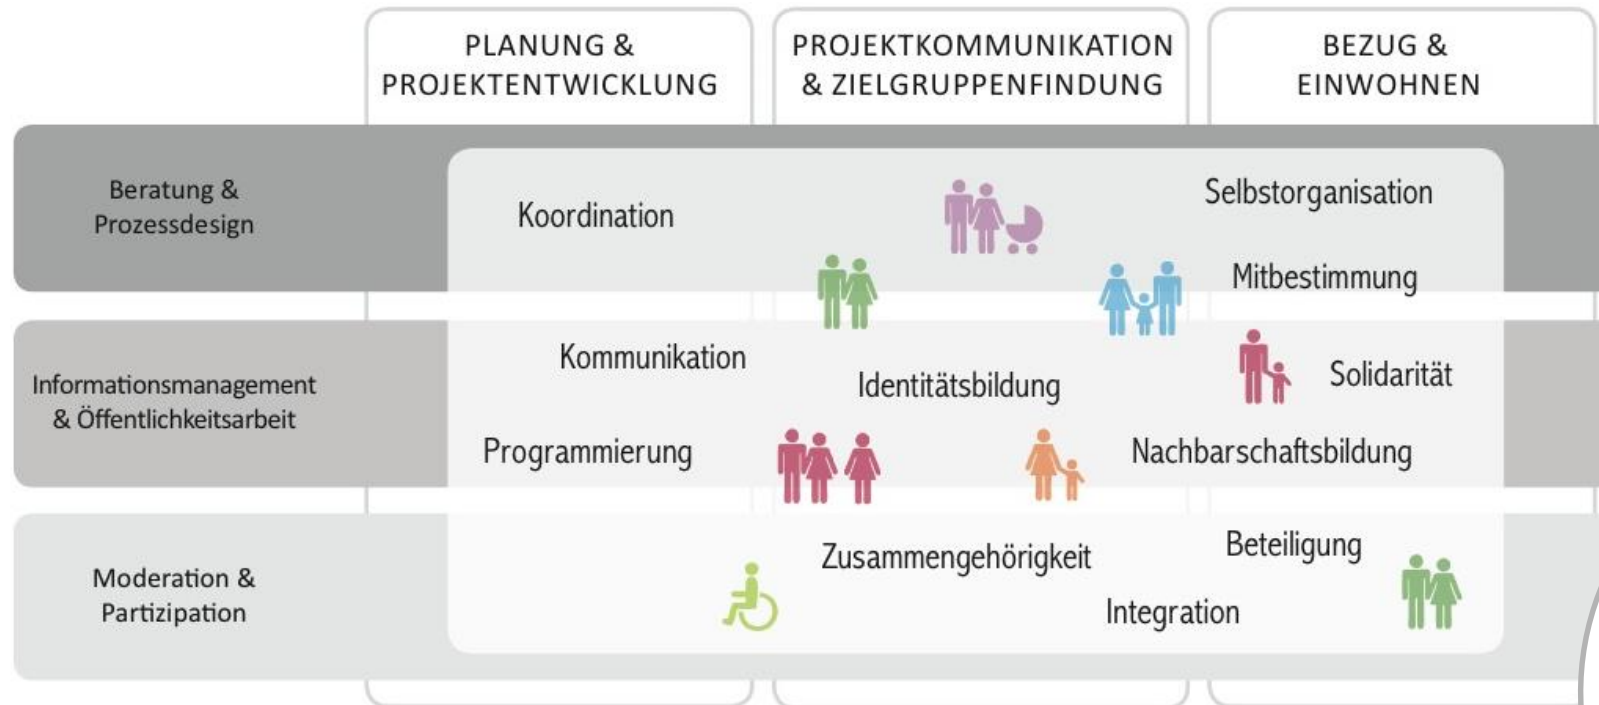 PLANUNG &
PROJEKTENTWICKLUNG
PROJEKTKOMMUNIKATION
& ZIELGRUPPENFINDUNG
BEZUG &
EINWOHNEN
Beratung &
Prozessdesign
Koordination
Selbstorganisation
Mitbestimmung
Informationsmanagement
& Öffentlichkeitsarbeit
Kommunikation
Identitätsbildung
Solidarität
Programmierung
Nachbarschaftsbildung
Moderation &
Partizipation
Zusammengehörigkeit
Beteiligung
Integration